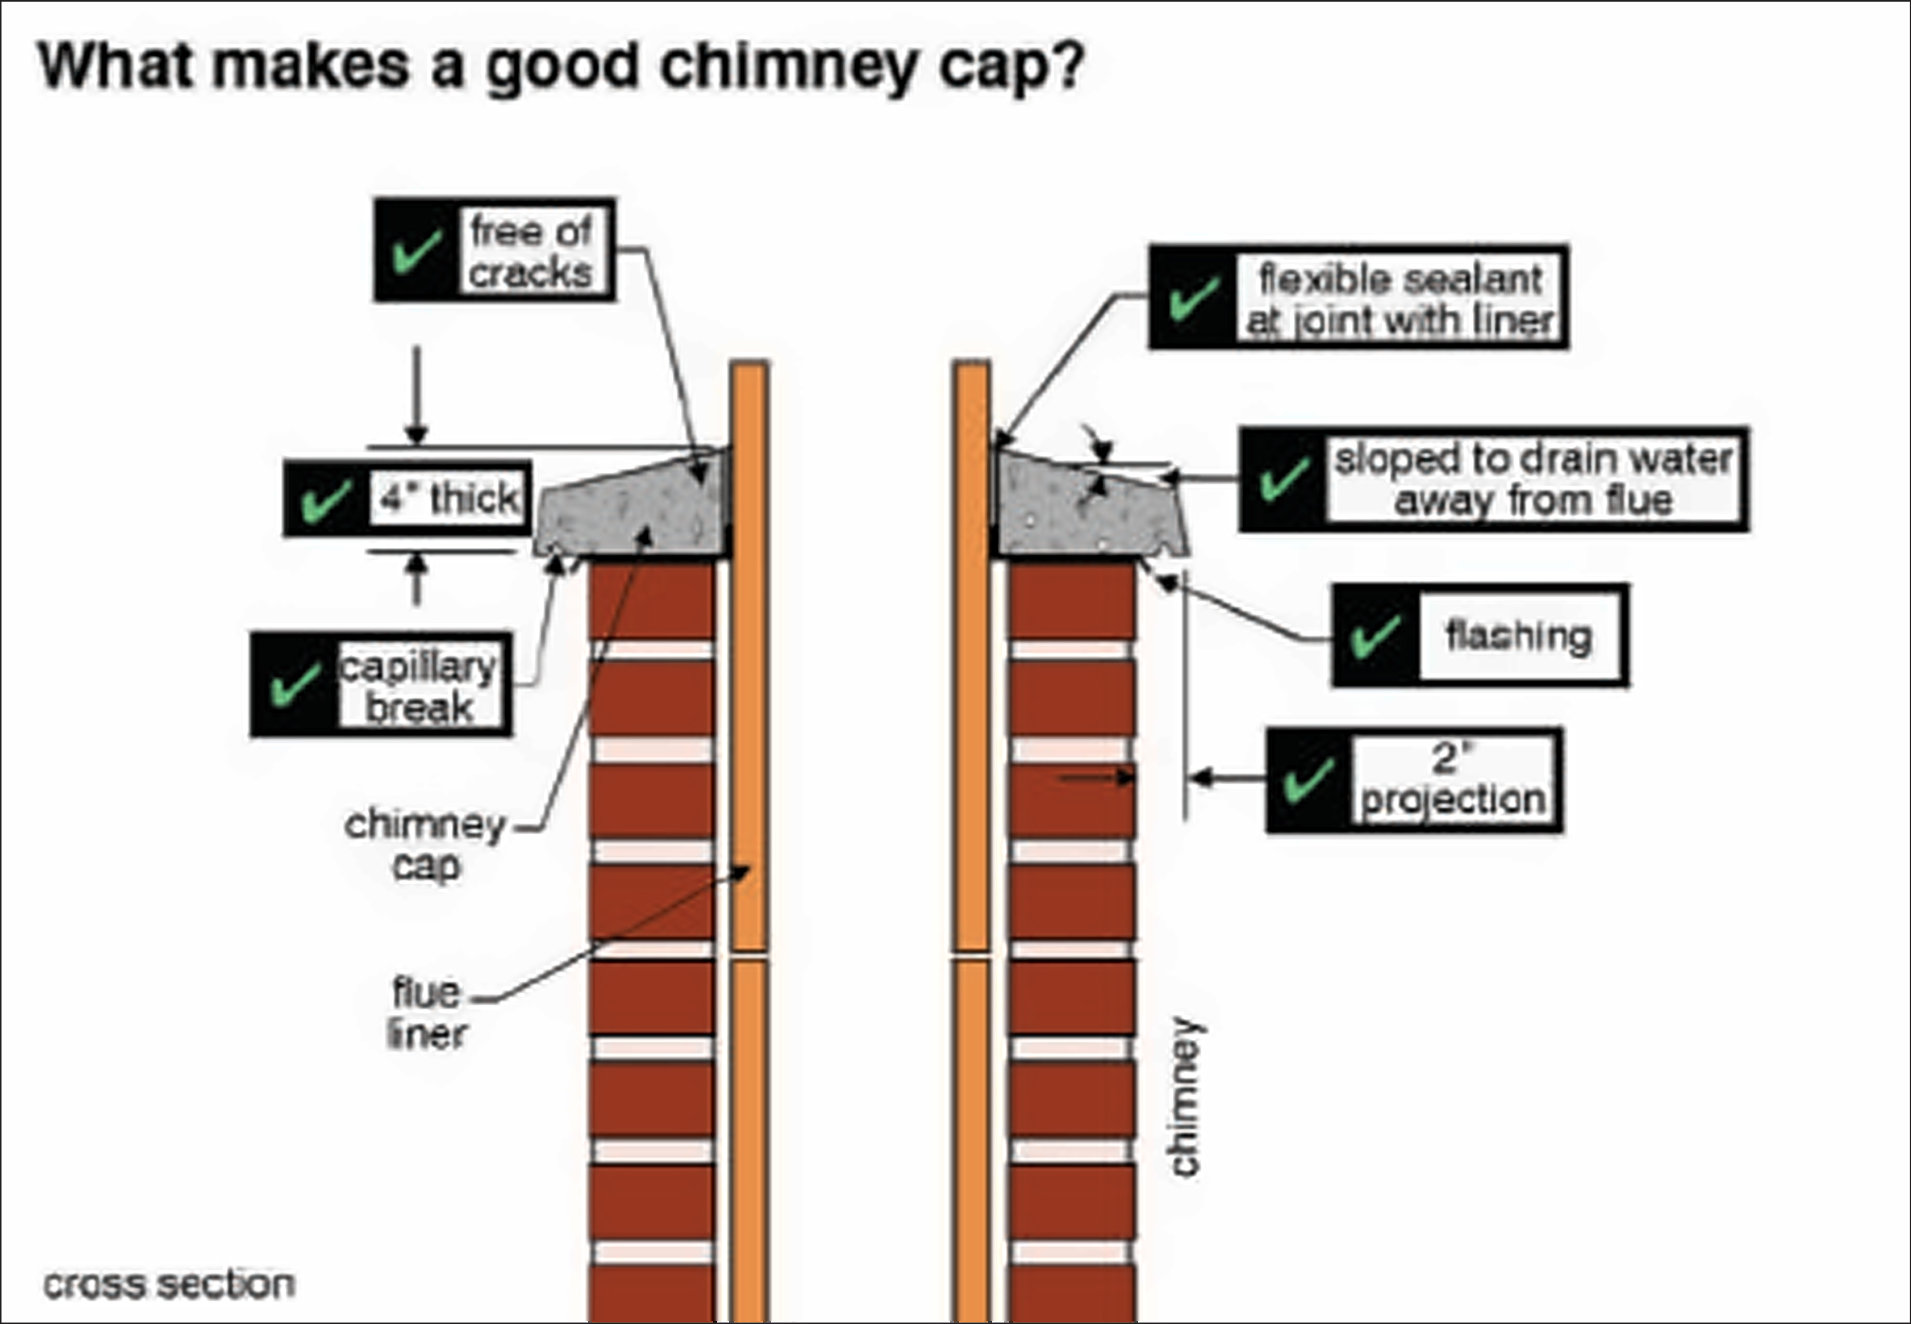 What makes a good chimney cap?
free of
cracks
flexible sealant
at joint with liner
4" thick
sloped to drain water
away from flue
capillary
break
flashing
2"
projection
chimney
cap
flue
liner
chimney
cross section